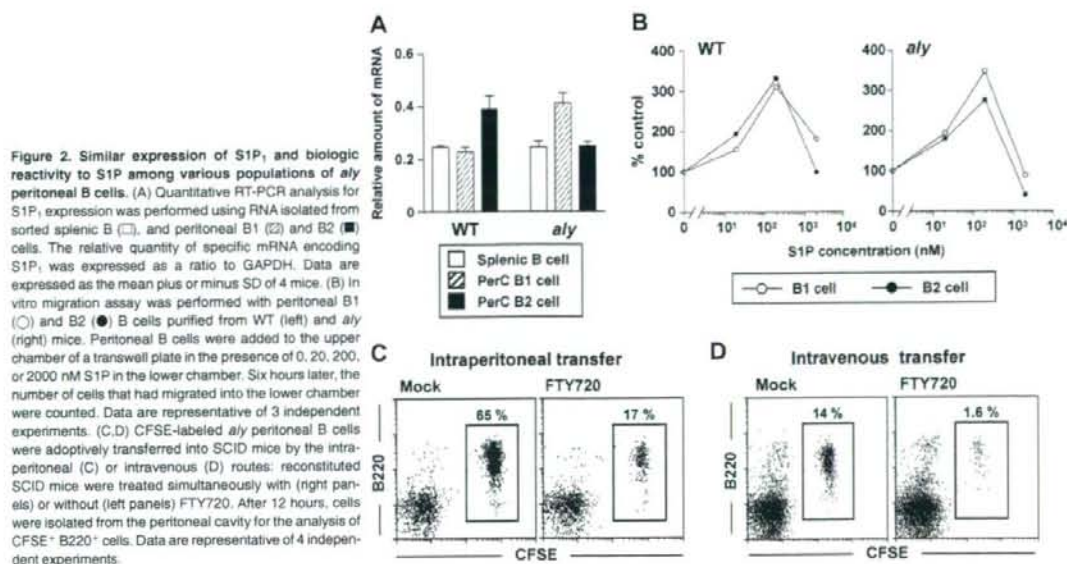 Figure 2. Similar expression of S1P₁ and biologic
reactivity to S1P among various populations of aly
peritoneal B cells. (A) Quantitative RT-PCR analysis for
S1P₁ expression was performed using RNA isolated from
sorted splenic B (□), and peritoneal B1 (▨) and B2 (■)
cells. The relative quantity of specific mRNA encoding
S1P₁ was expressed as a ratio to GAPDH. Data are
expressed as the mean plus or minus SD of 4 mice. (B) In
vitro migration assay was performed with peritoneal B1
(○) and B2 (●) B cells purified from WT (left) and aly
(right) mice. Peritoneal B cells were added to the upper
chamber of a transwell plate in the presence of 0, 20, 200,
or 2000 nM S1P in the lower chamber. Six hours later, the
number of cells that had migrated into the lower chamber
were counted. Data are representative of 3 independent
experiments. (C,D) CFSE-labeled aly peritoneal B cells
were adoptively transferred into SCID mice by the intra-
peritoneal (C) or intravenous (D) routes: reconstituted
SCID mice were treated simultaneously with (right pan-
els) or without (left panels) FTY720. After 12 hours, cells
were isolated from the peritoneal cavity for the analysis of
CFSE⁺ B220⁺ cells. Data are representative of 4 indepen-
dent experiments.
A
Relative amount of mRNA
0.6
0.4
0.2
0
WT aly
Splenic B cell
PerC B1 cell
PerC B2 cell
B
WT aly
% control
400 400
300 300
200 200
100 100
0 0
0 10¹ 10² 10³ 10⁴ 0 10¹ 10² 10³ 10⁴
S1P concentration (nM)
B1 cell B2 cell
C
Intraperitoneal transfer
Mock FTY720
65 % 17 %
B220
CFSE
D
Intravenous transfer
Mock FTY720
14 % 1.6 %
B220
CFSE